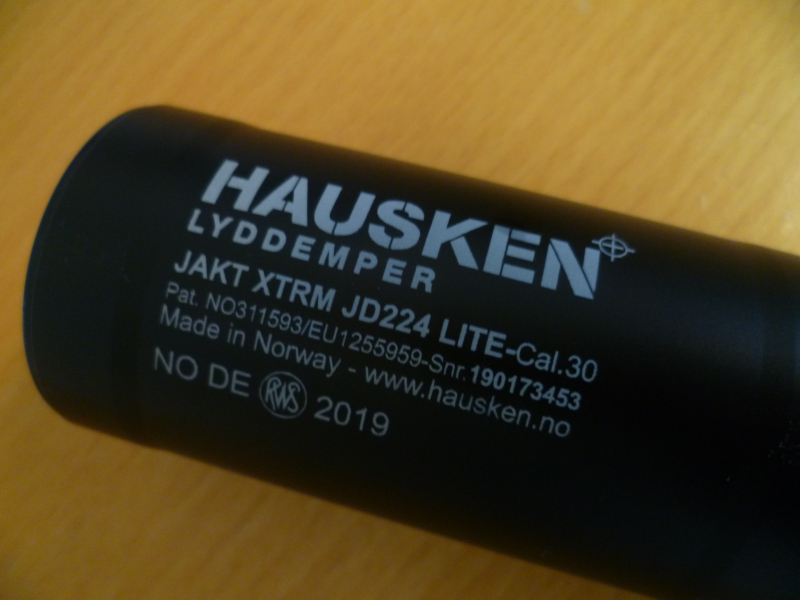 HAUSKEN
LYDDEMPER
JAKT XTRM JD224 LITE-Cal.30
Pat. NO311593/EU1255959-Snr.190173453
Made in Norway - www.hausken.no
NO DE RWS 2019